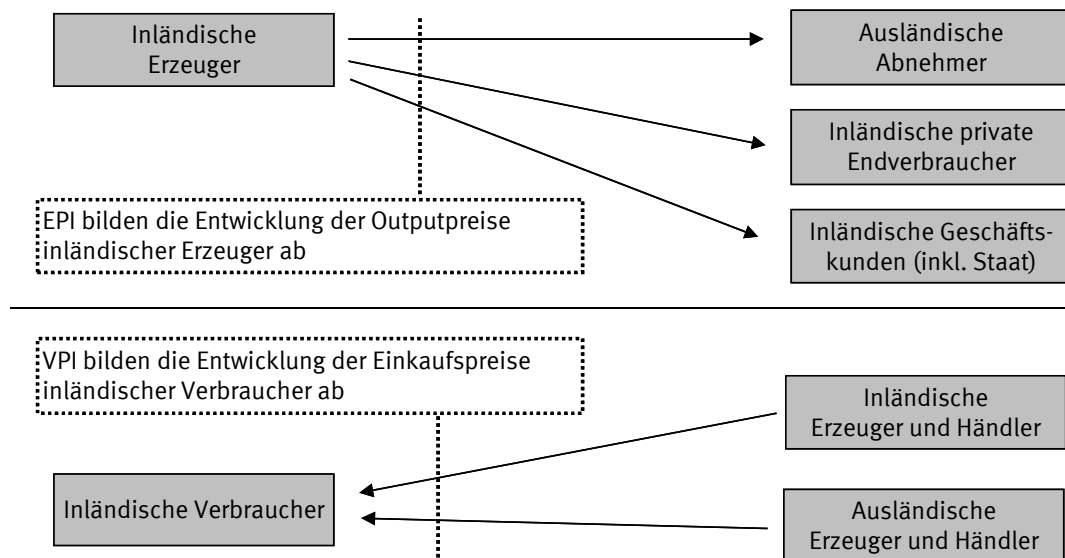 Inländische
Erzeuger
Ausländische
Abnehmer
Inländische private
Endverbraucher
EPI bilden die Entwicklung der Outputpreise
inländischer Erzeuger ab
Inländische Geschäfts-
kunden (inkl. Staat)
VPI bilden die Entwicklung der Einkaufspreise
inländischer Verbraucher ab
Inländische
Erzeuger und Händler
Inländische Verbraucher
Ausländische
Erzeuger und Händler